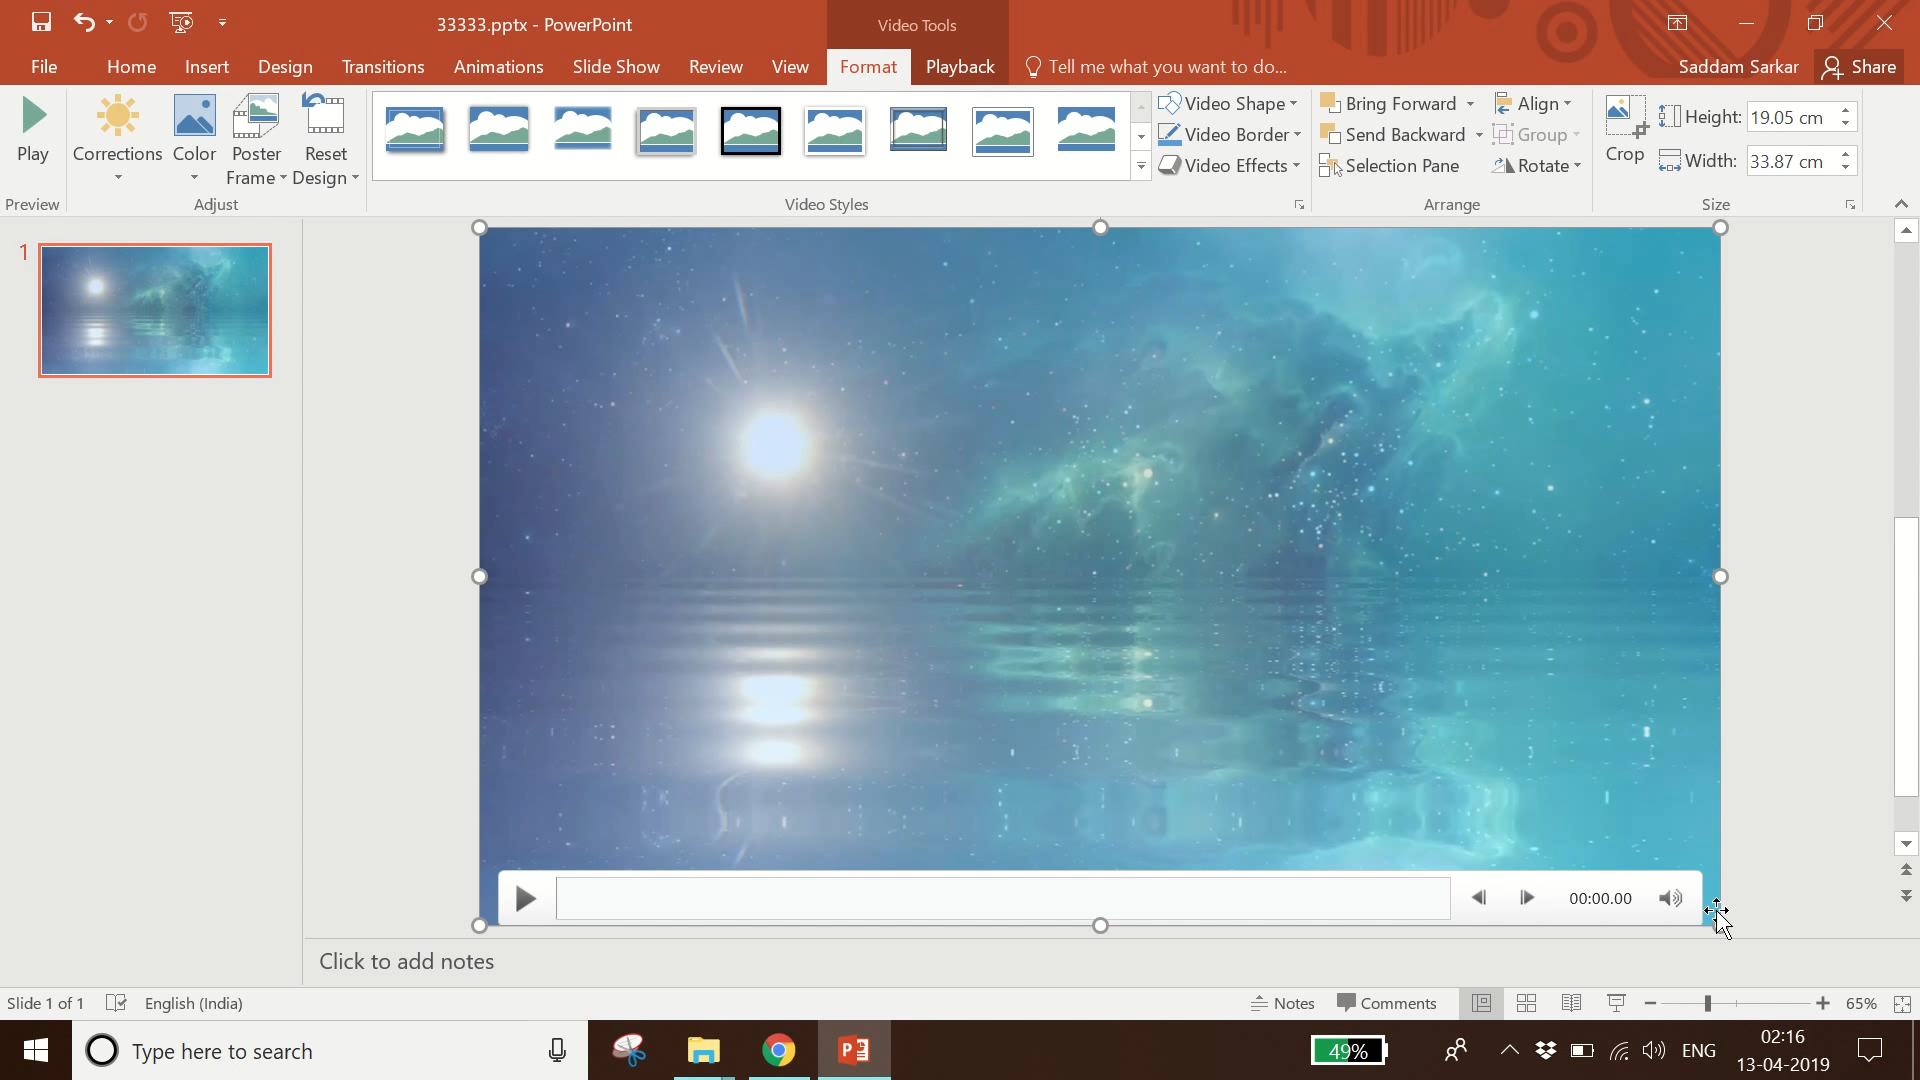 33333.pptx - PowerPoint
Video Tools
File Home Insert Design Transitions Animations Slide Show Review View Format Playback Tell me what you want to do... Saddam Sarkar Share
Play
Corrections
Color
Poster Frame
Reset Design
Video Shape
Video Border
Video Effects
Bring Forward
Send Backward
Selection Pane
Align
Group
Rotate
Crop
Height: 19.05 cm
Width: 33.87 cm
Preview Adjust Video Styles Arrange Size
1
00:00.00
Click to add notes
Slide 1 of 1 English (India) Notes Comments 65%
Type here to search
49%
ENG
02:16
13-04-2019